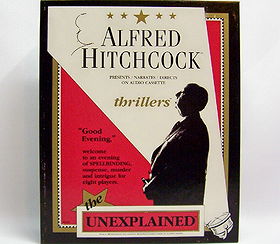 ALFRED
HITCHCOCK™
PRESENTS / NARRATES / DIRECTS
ON AUDIO CASSETTE
thrillers
"Good
Evening,"
welcome
to an evening
of SPELLBINDING,
suspense, murder
and intrigue for
eight players.
the
UNEXPLAINED